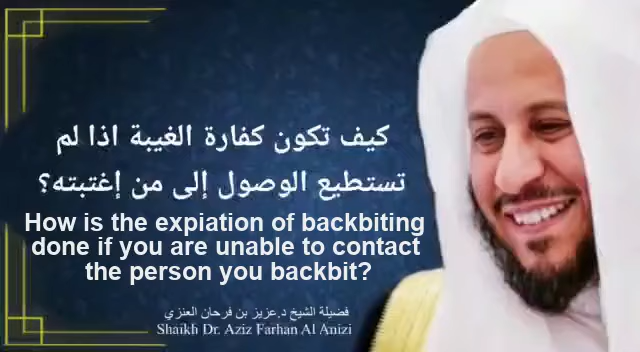 كيف تكون كفارة الغيبة اذا لم
تستطيع الوصول إلى من إغتبته؟
How is the expiation of backbiting
done if you are unable to contact
the person you backbit?
فضيلة الشيخ د.عزيز بن فرحان العنزي
Shaikh Dr. Aziz Farhan Al Anizi